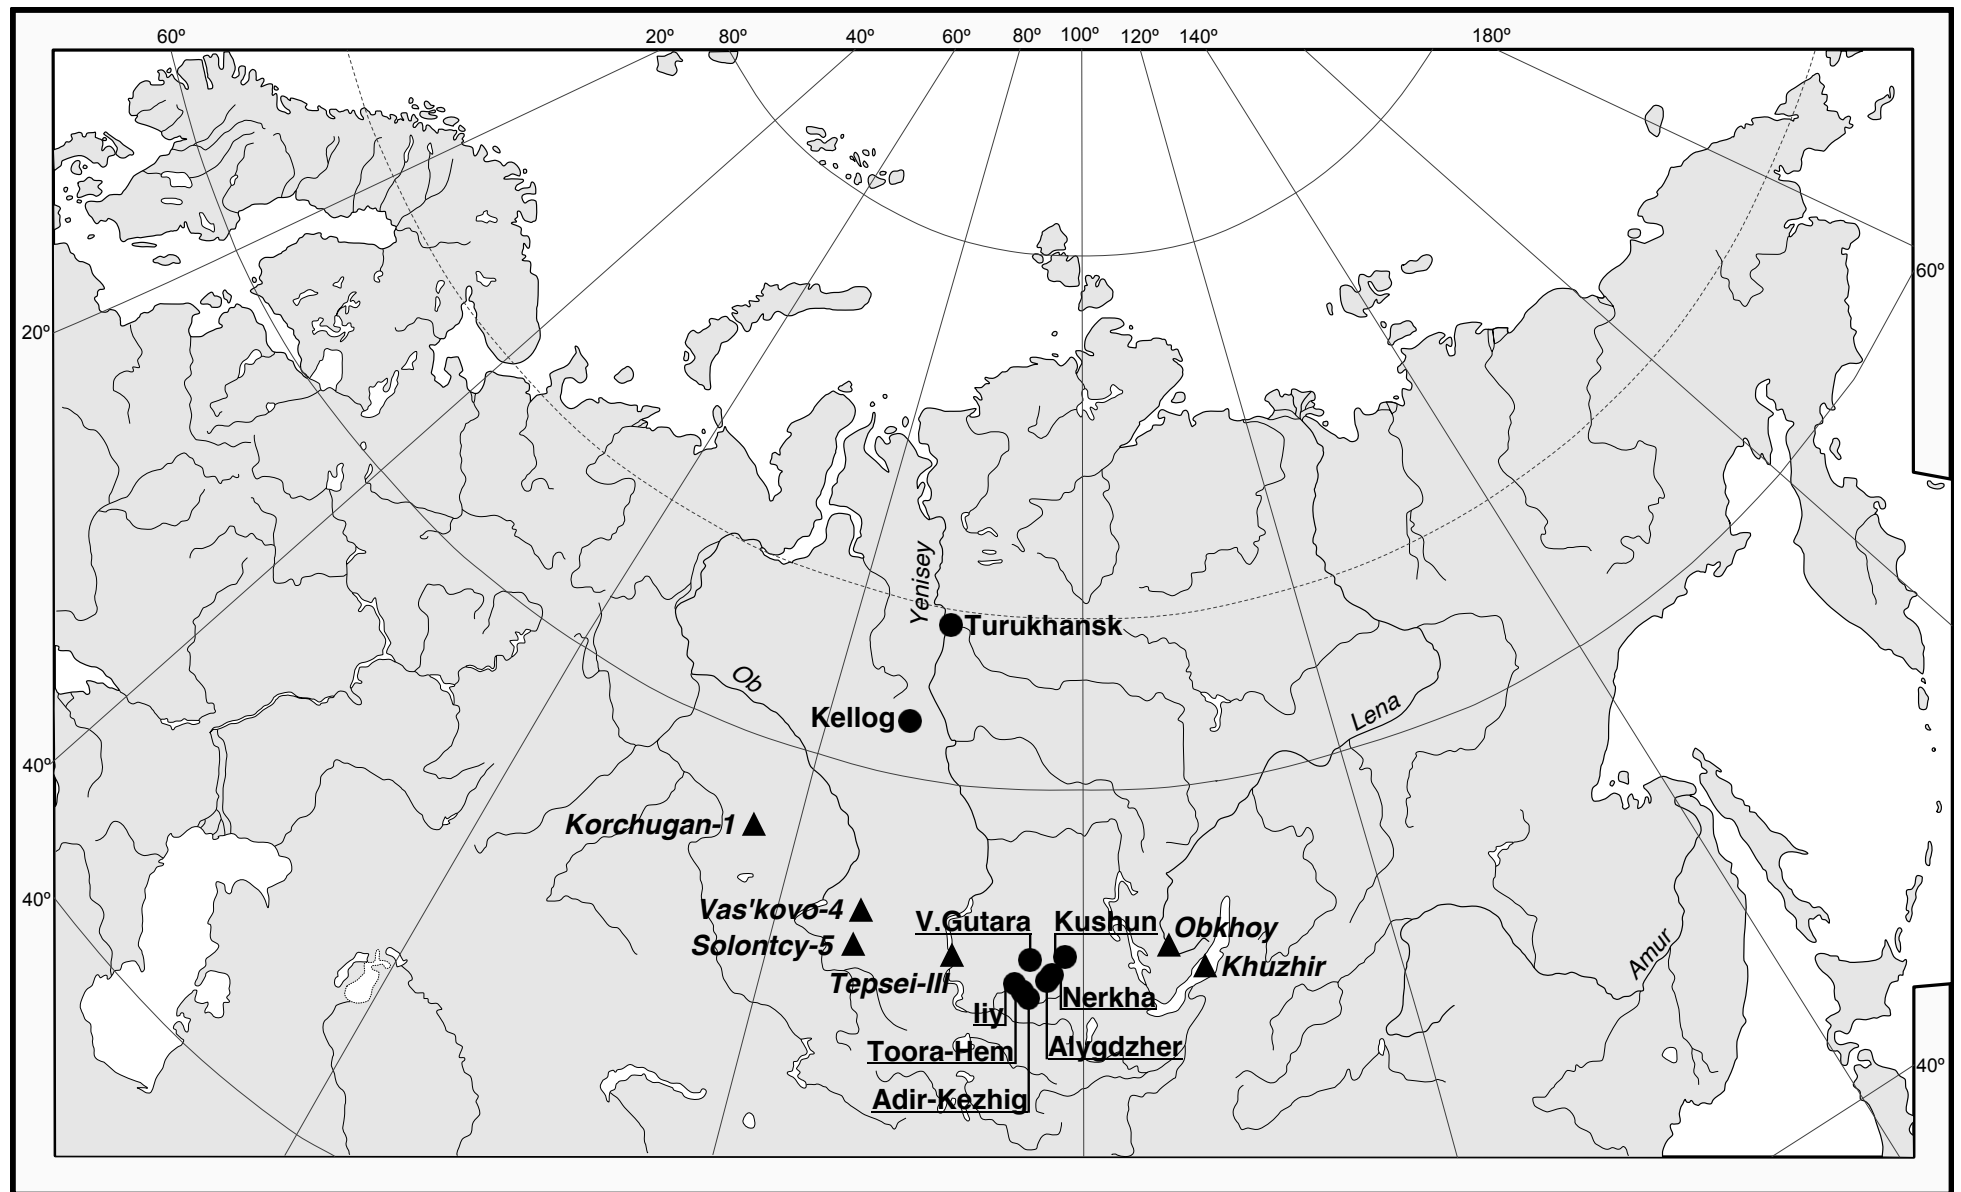 60º 20º 80º 40º 60º 80º 100º 120º 140º 180º
60º
20º
Yenisey
Turukhansk
Ob
Kellog
Lena
40º
Korchugan-1
40º
Vas'kovo-4
V.Gutara
Kushun
Obkhoy
Solontcy-5
Amur
Khuzhir
Tepsei-III
Nerkha
Iiy
Toora-Hem
Alygdzher
40º
Adir-Kezhig